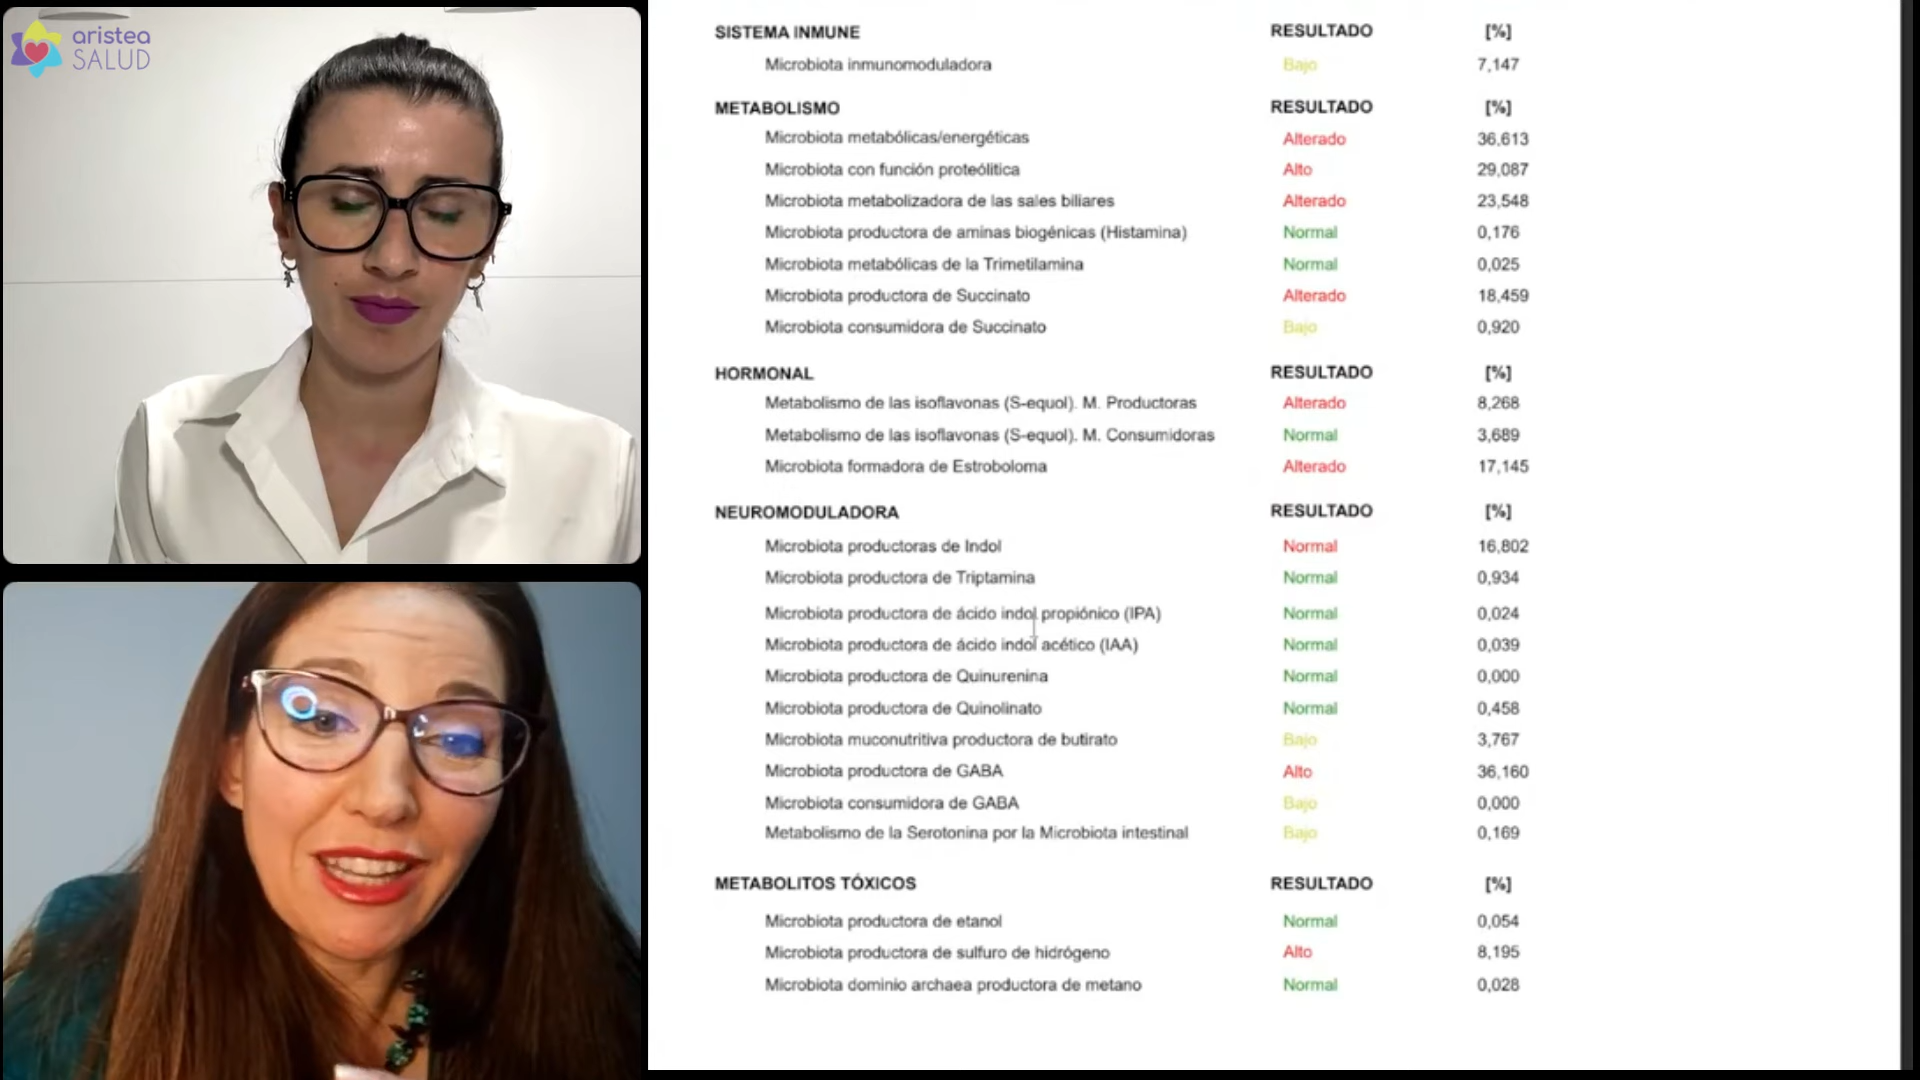 aristea
SALUD
SISTEMA INMUNE RESULTADO [%]
Microbiota inmunomoduladora Bajo 7,147
METABOLISMO RESULTADO [%]
Microbiota metabólicas/energéticas Alterado 36,613
Microbiota con función proteólitica Alto 29,087
Microbiota metabolizadora de las sales biliares Alterado 23,548
Microbiota productora de aminas biogénicas (Histamina) Normal 0,176
Microbiota metabólicas de la Trimetilamina Normal 0,025
Microbiota productora de Succinato Alterado 18,459
Microbiota consumidora de Succinato Bajo 0,920
HORMONAL RESULTADO [%]
Metabolismo de las isoflavonas (S-equol). M. Productoras Alterado 8,268
Metabolismo de las isoflavonas (S-equol). M. Consumidoras Normal 3,689
Microbiota formadora de Estroboloma Alterado 17,145
NEUROMODULADORA RESULTADO [%]
Microbiota productoras de Indol Normal 16,802
Microbiota productora de Triptamina Normal 0,934
Microbiota productora de ácido indol propiónico (IPA) Normal 0,024
Microbiota productora de ácido indol acético (IAA) Normal 0,039
Microbiota productora de Quinurenina Normal 0,000
Microbiota productora de Quinolinato Normal 0,458
Microbiota muconutritiva productora de butirato Bajo 3,767
Microbiota productora de GABA Alto 36,160
Microbiota consumidora de GABA Bajo 0,000
Metabolismo de la Serotonina por la Microbiota intestinal Bajo 0,169
METABOLITOS TÓXICOS RESULTADO [%]
Microbiota productora de etanol Normal 0,054
Microbiota productora de sulfuro de hidrógeno Alto 8,195
Microbiota dominio archaea productora de metano Normal 0,028